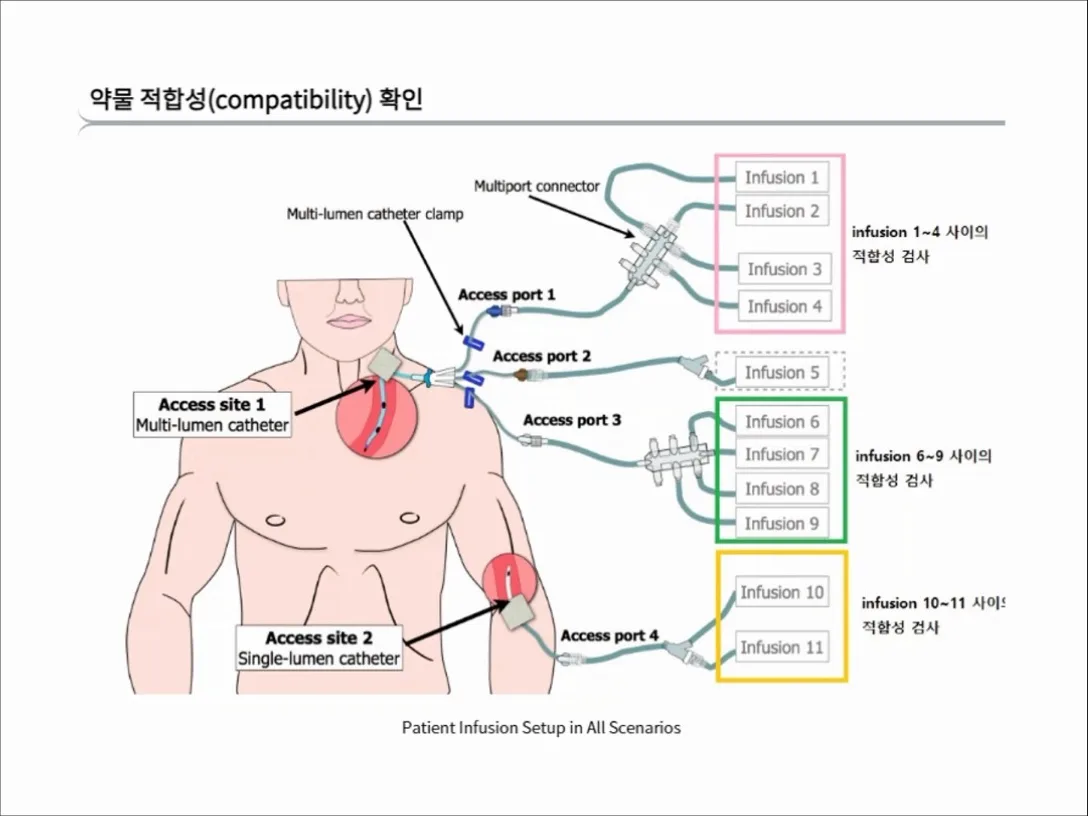 약물 적합성(compatibility) 확인
Multiport connector
Multi-lumen catheter clamp
Infusion 1
Infusion 2
Infusion 3
Infusion 4
infusion 1~4 사이의
적합성 검사
Access port 1
Access port 2
Infusion 5
Access site 1
Multi-lumen catheter
Access port 3
Infusion 6
Infusion 7
Infusion 8
Infusion 9
infusion 6~9 사이의
적합성 검사
Access site 2
Single-lumen catheter
Access port 4
Infusion 10
Infusion 11
infusion 10~11
적합성 검사
Patient Infusion Setup in All Scenarios